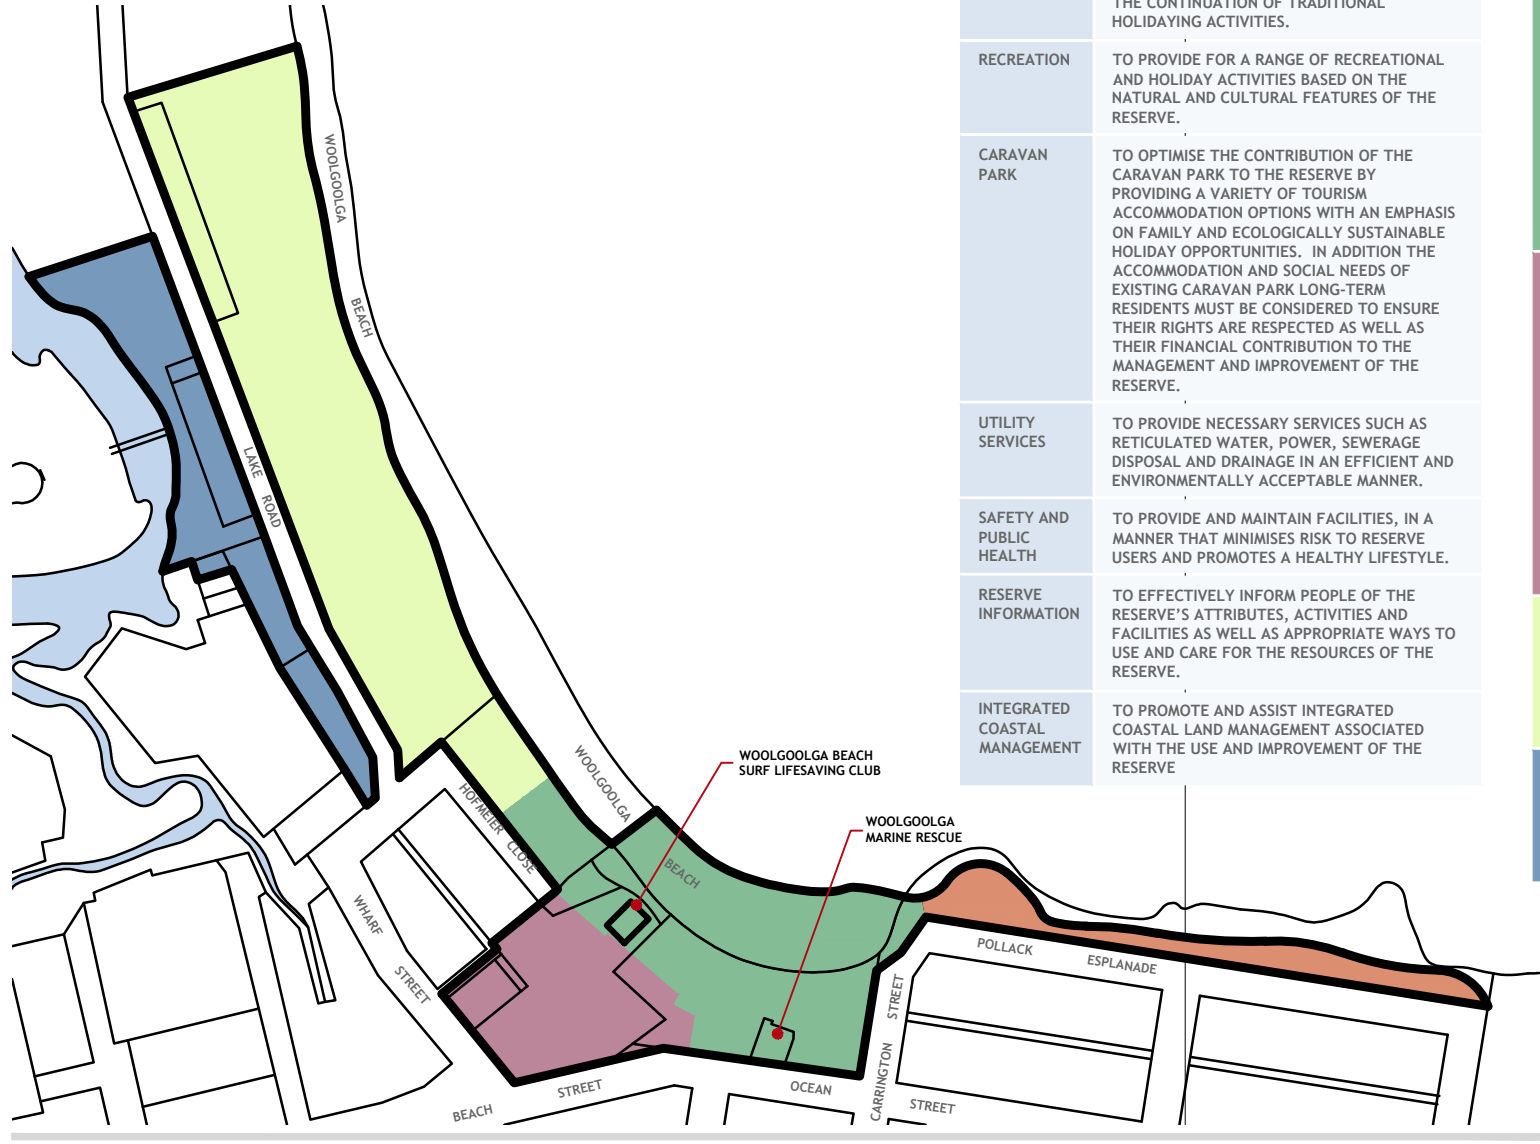 THE CONTINUATION OF TRADITIONAL
HOLIDAYING ACTIVITIES.
RECREATION
TO PROVIDE FOR A RANGE OF RECREATIONAL
AND HOLIDAY ACTIVITIES BASED ON THE
NATURAL AND CULTURAL FEATURES OF THE
RESERVE.
CARAVAN
PARK
TO OPTIMISE THE CONTRIBUTION OF THE
CARAVAN PARK TO THE RESERVE BY
PROVIDING A VARIETY OF TOURISM
ACCOMMODATION OPTIONS WITH AN EMPHASIS
ON FAMILY AND ECOLOGICALLY SUSTAINABLE
HOLIDAY OPPORTUNITIES. IN ADDITION THE
ACCOMMODATION AND SOCIAL NEEDS OF
EXISTING CARAVAN PARK LONG-TERM
RESIDENTS MUST BE CONSIDERED TO ENSURE
THEIR RIGHTS ARE RESPECTED AS WELL AS
THEIR FINANCIAL CONTRIBUTION TO THE
MANAGEMENT AND IMPROVEMENT OF THE
RESERVE.
UTILITY
SERVICES
TO PROVIDE NECESSARY SERVICES SUCH AS
RETICULATED WATER, POWER, SEWERAGE
DISPOSAL AND DRAINAGE IN AN EFFICIENT AND
ENVIRONMENTALLY ACCEPTABLE MANNER.
SAFETY AND
PUBLIC
HEALTH
TO PROVIDE AND MAINTAIN FACILITIES, IN A
MANNER THAT MINIMISES RISK TO RESERVE
USERS AND PROMOTES A HEALTHY LIFESTYLE.
RESERVE
INFORMATION
TO EFFECTIVELY INFORM PEOPLE OF THE
RESERVE'S ATTRIBUTES, ACTIVITIES AND
FACILITIES AS WELL AS APPROPRIATE WAYS TO
USE AND CARE FOR THE RESOURCES OF THE
RESERVE.
INTEGRATED
COASTAL
MANAGEMENT
TO PROMOTE AND ASSIST INTEGRATED
COASTAL LAND MANAGEMENT ASSOCIATED
WITH THE USE AND IMPROVEMENT OF THE
RESERVE
WOOLGOOLGA
BEACH
LAKE ROAD
WOOLGOOLGA
BEACH
HOFMEIER CLOSE
WOOLGOOLGA BEACH
SURF LIFESAVING CLUB
WOOLGOOLGA
MARINE RESCUE
WHARF
STREET
POLLACK ESPLANADE
CARRINGTON STREET
BEACH STREET
OCEAN STREET